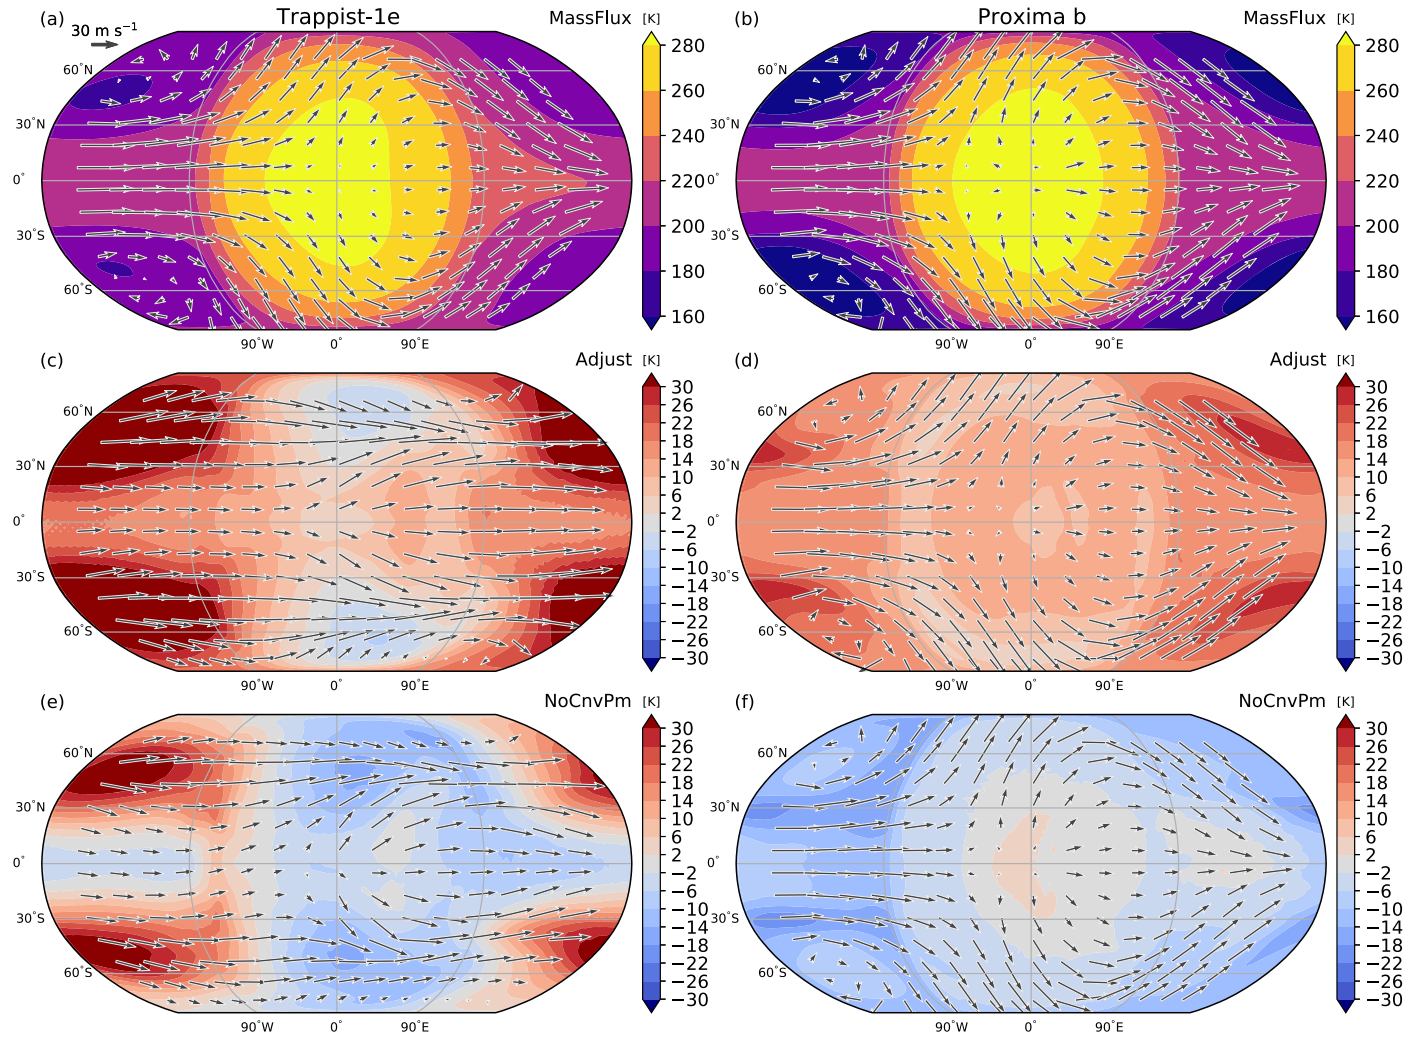 (a) Trappist-1e MassFlux [K]
30 m s⁻¹
60°N
30°N
0°
30°S
60°S
90°W 0° 90°E
280
260
240
220
200
180
160
(b) Proxima b MassFlux [K]
60°N
30°N
0°
30°S
60°S
90°W 0° 90°E
280
260
240
220
200
180
160
(c) Adjust [K]
60°N
30°N
0°
30°S
60°S
90°W 0° 90°E
30
26
22
18
14
10
6
2
−2
−6
−10
−14
−18
−22
−26
−30
(d) Adjust [K]
60°N
30°N
0°
30°S
60°S
90°W 0° 90°E
30
26
22
18
14
10
6
2
−2
−6
−10
−14
−18
−22
−26
−30
(e) NoCnvPm [K]
60°N
30°N
0°
30°S
60°S
90°W 0° 90°E
30
26
22
18
14
10
6
2
−2
−6
−10
−14
−18
−22
−26
−30
(f) NoCnvPm [K]
60°N
30°N
0°
30°S
60°S
90°W 0° 90°E
30
26
22
18
14
10
6
2
−2
−6
−10
−14
−18
−22
−26
−30